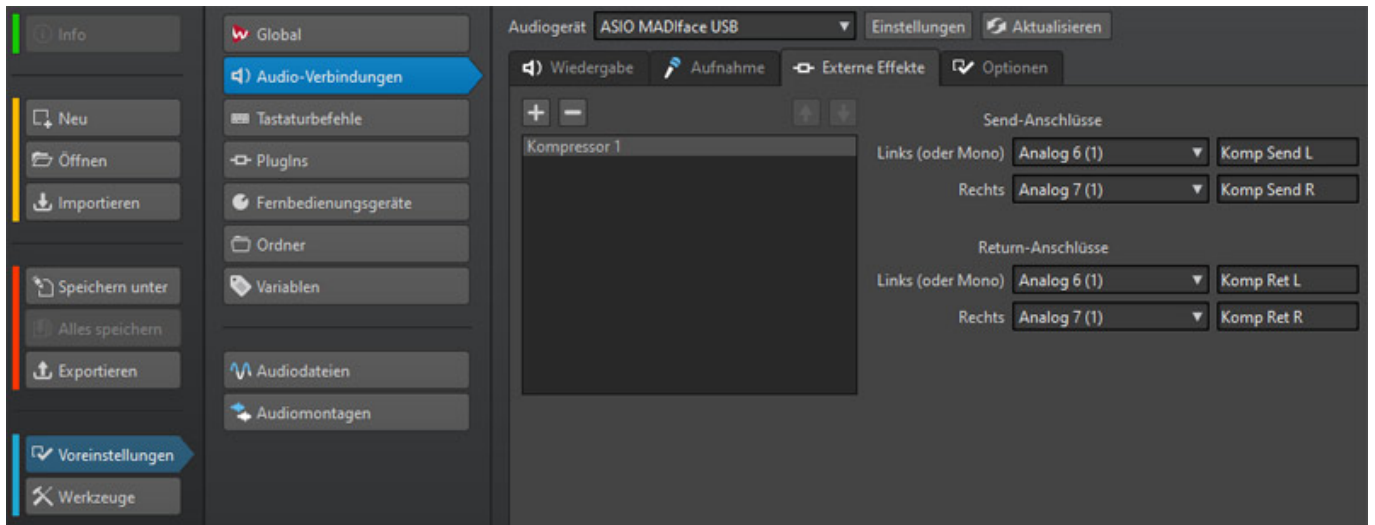 Info
Neu
Öffnen
Importieren
Speichern unter
Alles speichern
Exportieren
Voreinstellungen
Werkzeuge
Global
Audio-Verbindungen
Tastaturbefehle
PlugIns
Fernbedienungsgeräte
Ordner
Variablen
Audiodateien
Audiomontagen
Audiogerät ASIO MADIface USB Einstellungen Aktualisieren
Wiedergabe Aufnahme Externe Effekte Optionen
Kompressor 1
Send-Anschlüsse
Links (oder Mono) Analog 6 (1) Komp Send L
Rechts Analog 7 (1) Komp Send R
Return-Anschlüsse
Links (oder Mono) Analog 6 (1) Komp Ret L
Rechts Analog 7 (1) Komp Ret R